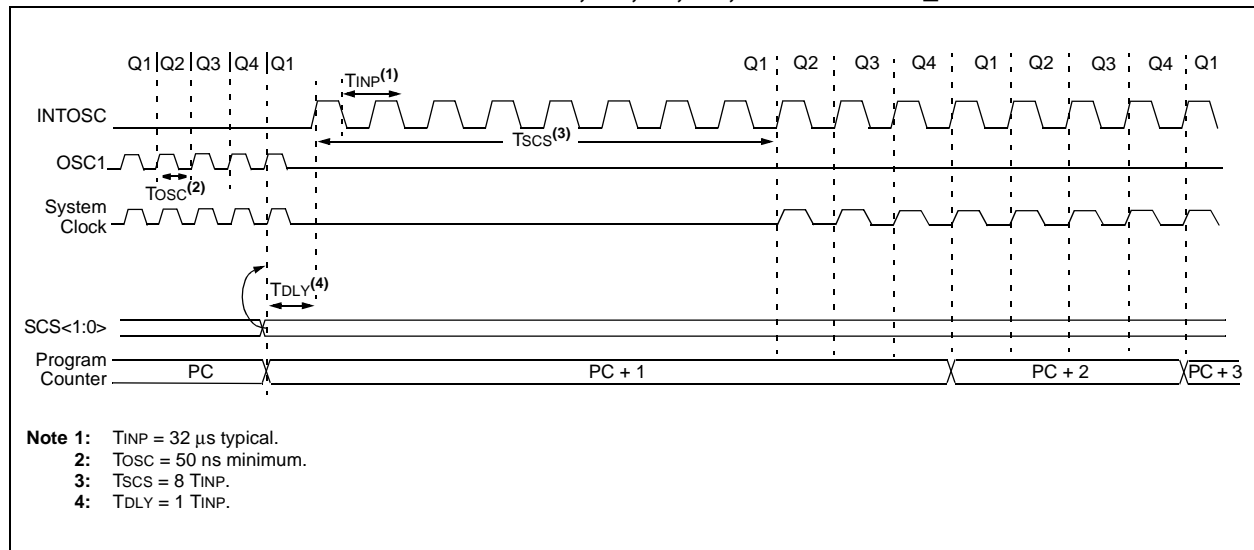 Q1 Q2 Q3 Q4 Q1
Q1 Q2 Q3 Q4 Q1 Q2 Q3 Q4 Q1
TINP(1)
INTOSC
TSCS(3)
OSC1
TOSC(2)
System
Clock
TDLY(4)
SCS<1:0>
Program
Counter
PC PC + 1 PC + 2 PC + 3
Note 1: TINP = 32 μs typical.
2: TOSC = 50 ns minimum.
3: TSCS = 8 TINP.
4: TDLY = 1 TINP.